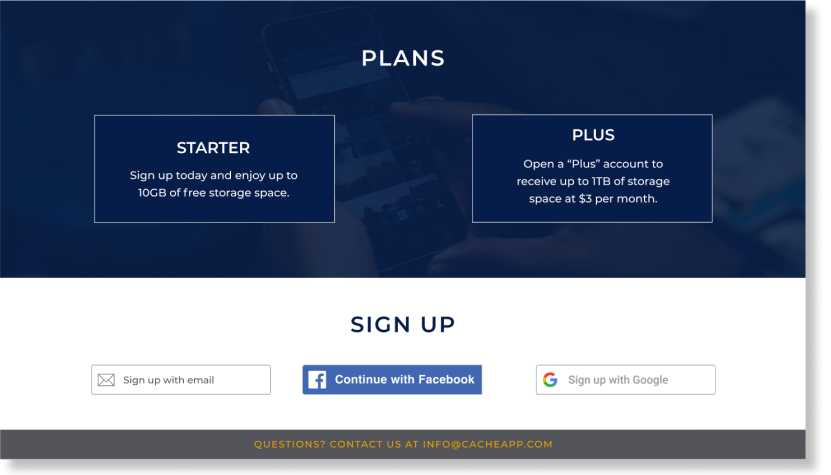 PLANS
STARTER
Sign up today and enjoy up to
10GB of free storage space.
PLUS
Open a “Plus” account to
receive up to 1TB of storage
space at $3 per month.
SIGN UP
Sign up with email
Continue with Facebook
Sign up with Google
QUESTIONS? CONTACT US AT INFO@CACHEAPP.COM